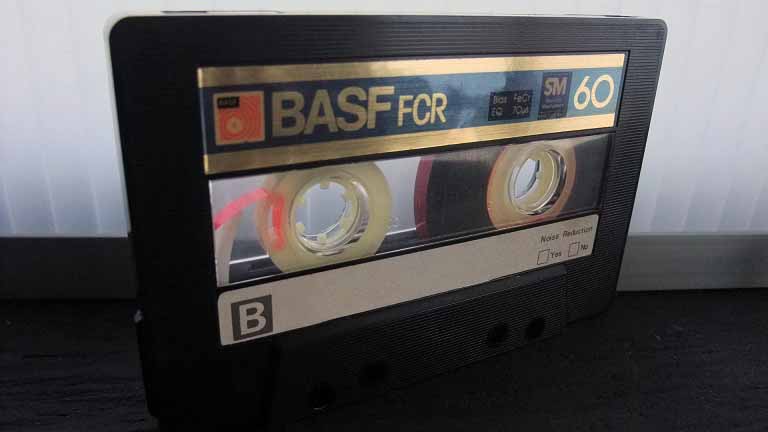 BASF
BASF FCR
Bias FeCr
EQ 70µs
SM
60
Noise Reduction
Yes No
B